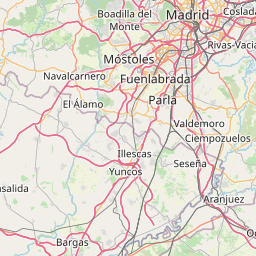 Madrid
Boadilla del
Monte
Coslada
Rivas-Vacia
Móstoles
Fuenlabrada
Navalcarnero
Parla
El Álamo
Valdemoro
Ciempozuelos
Illescas
Seseña
Yuncos
Aranjuez
Bargas